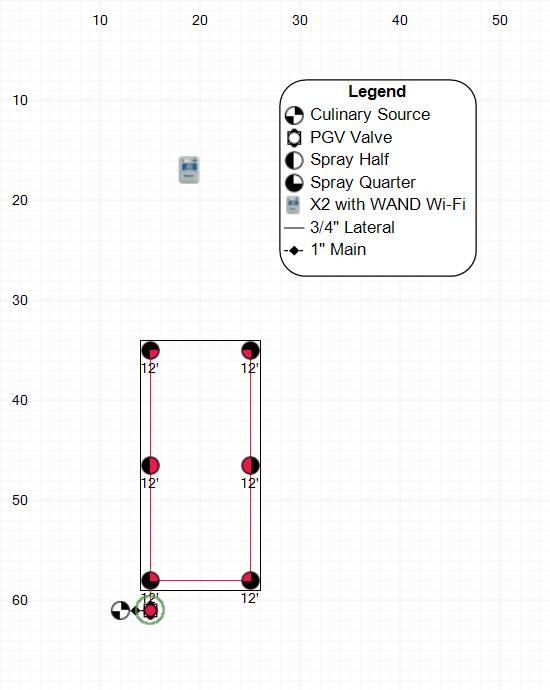 10 20 30 40 50
10
Legend
Culinary Source
PGV Valve
Spray Half
Spray Quarter
20
X2 with WAND Wi-Fi
3/4" Lateral
1" Main
30
12' 12'
40
12' 12'
50
12' 12'
60